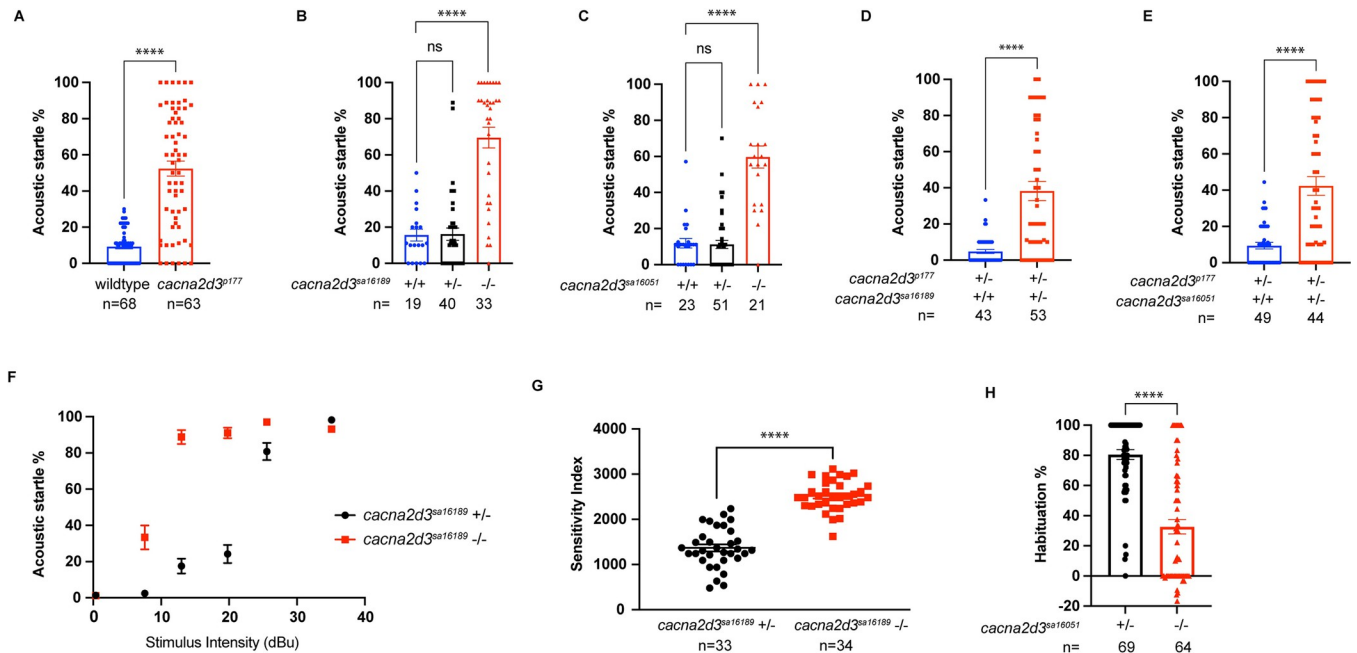 A
****
Acoustic startle %
100
80
60
40
20
0
wildtype cacna2d3p177
n=68 n=63
B
****
ns
Acoustic startle %
100
80
60
40
20
0
cacna2d3sa16189 +/+ +/- -/-
n= 19 40 33
C
****
ns
Acoustic startle %
100
80
60
40
20
0
cacna2d3sa16051 +/+ +/- -/-
n= 23 51 21
D
****
Acoustic startle %
100
80
60
40
20
0
cacna2d3p177 +/- +/-
cacna2d3sa16189 +/+ +/-
n= 43 53
E
****
Acoustic startle %
100
80
60
40
20
0
cacna2d3p177 +/- +/-
cacna2d3sa16051 +/+ +/-
n= 49 44
F
Acoustic startle %
100
80
60
40
20
0
0 10 20 30 40
Stimulus Intensity (dBu)
cacna2d3sa16189 +/-
cacna2d3sa16189 -/-
G
****
Sensitivity Index
4000
3000
2000
1000
0
cacna2d3sa16189 +/- cacna2d3sa16189 -/-
n=33 n=34
H
****
Habituation %
100
80
60
40
20
0
-20
cacna2d3sa16051 +/- -/-
n= 69 64